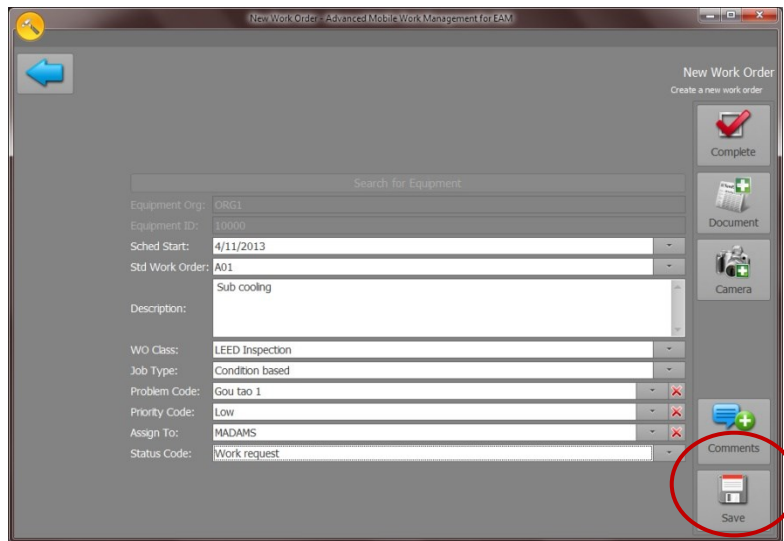 New Work Order - Advanced Mobile Work Management for EAM
New Work Order
Create a new work order
Complete
Search for Equipment
Equipment Org: ORG1
Document
Equipment ID: 10000
Sched Start: 4/11/2013
Std Work Order: A01
Camera
Description: Sub cooling
WO Class: LEED Inspection
Job Type: Condition based
Problem Code: Gou tao 1
Priority Code: Low
Assign To: MADAMS
Comments
Status Code: Work request
Save